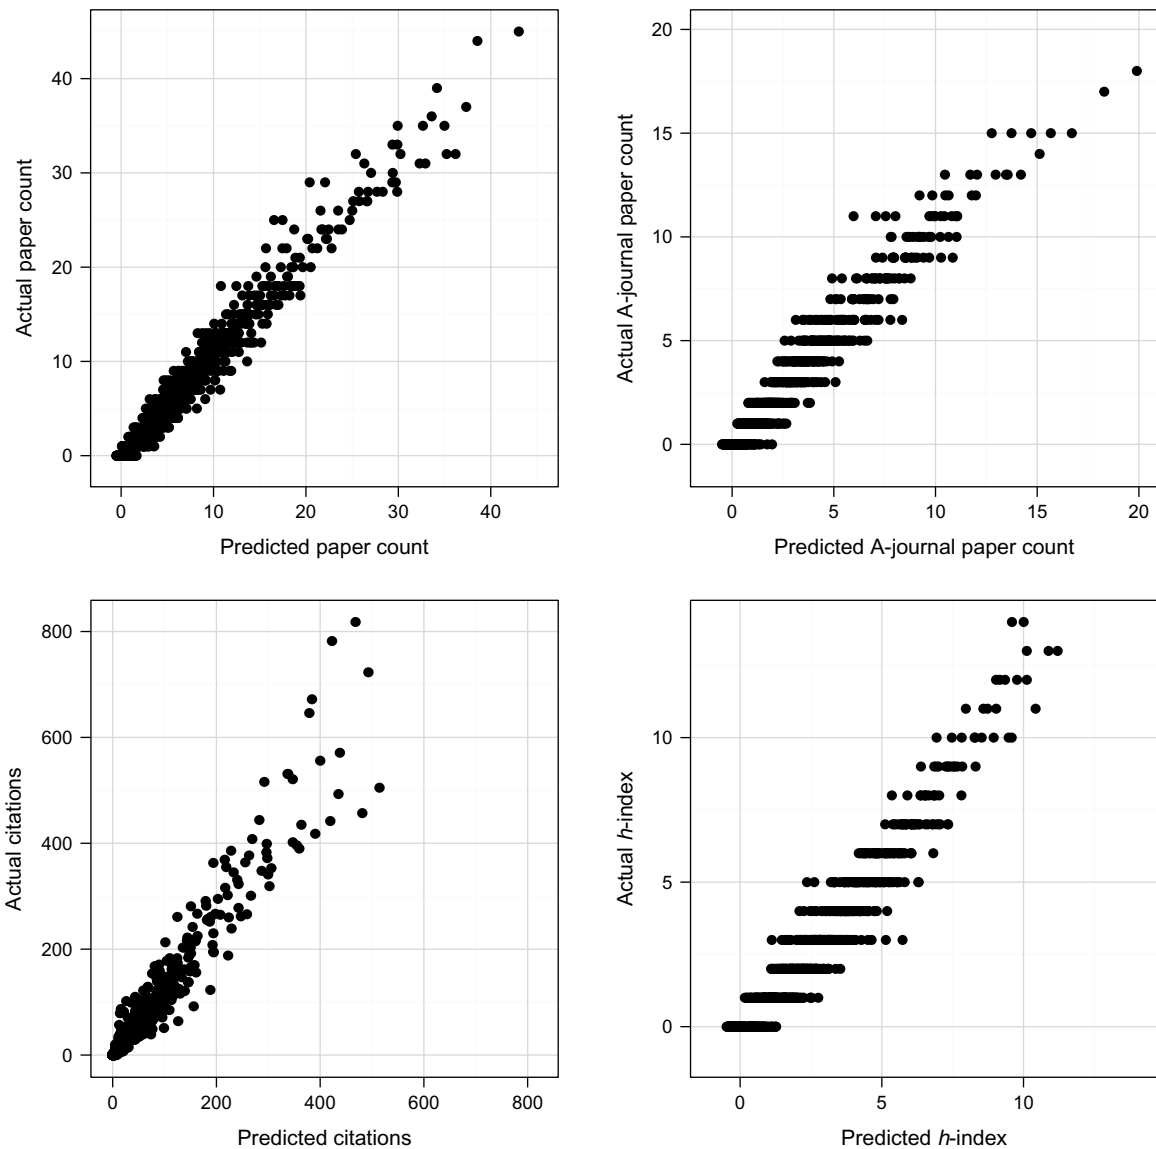 Actual paper count
40
30
20
10
0
0 10 20 30 40
Predicted paper count
Actual A-journal paper count
20
15
10
5
0
0 5 10 15 20
Predicted A-journal paper count
Actual citations
800
600
400
200
0
0 200 400 600 800
Predicted citations
Actual h-index
10
5
0
0 5 10
Predicted h-index